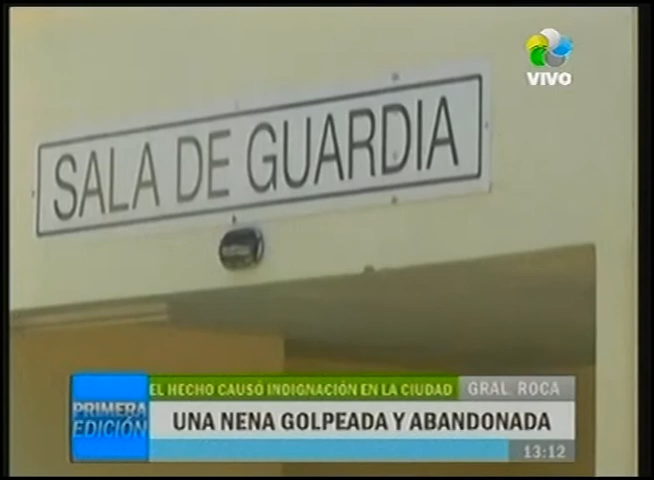 VIVO
SALA DE GUARDIA
EL HECHO CAUSÓ INDIGNACIÓN EN LA CIUDAD
GRAL. ROCA
PRIMERA
EDICIÓN
UNA NENA GOLPEADA Y ABANDONADA
13:12